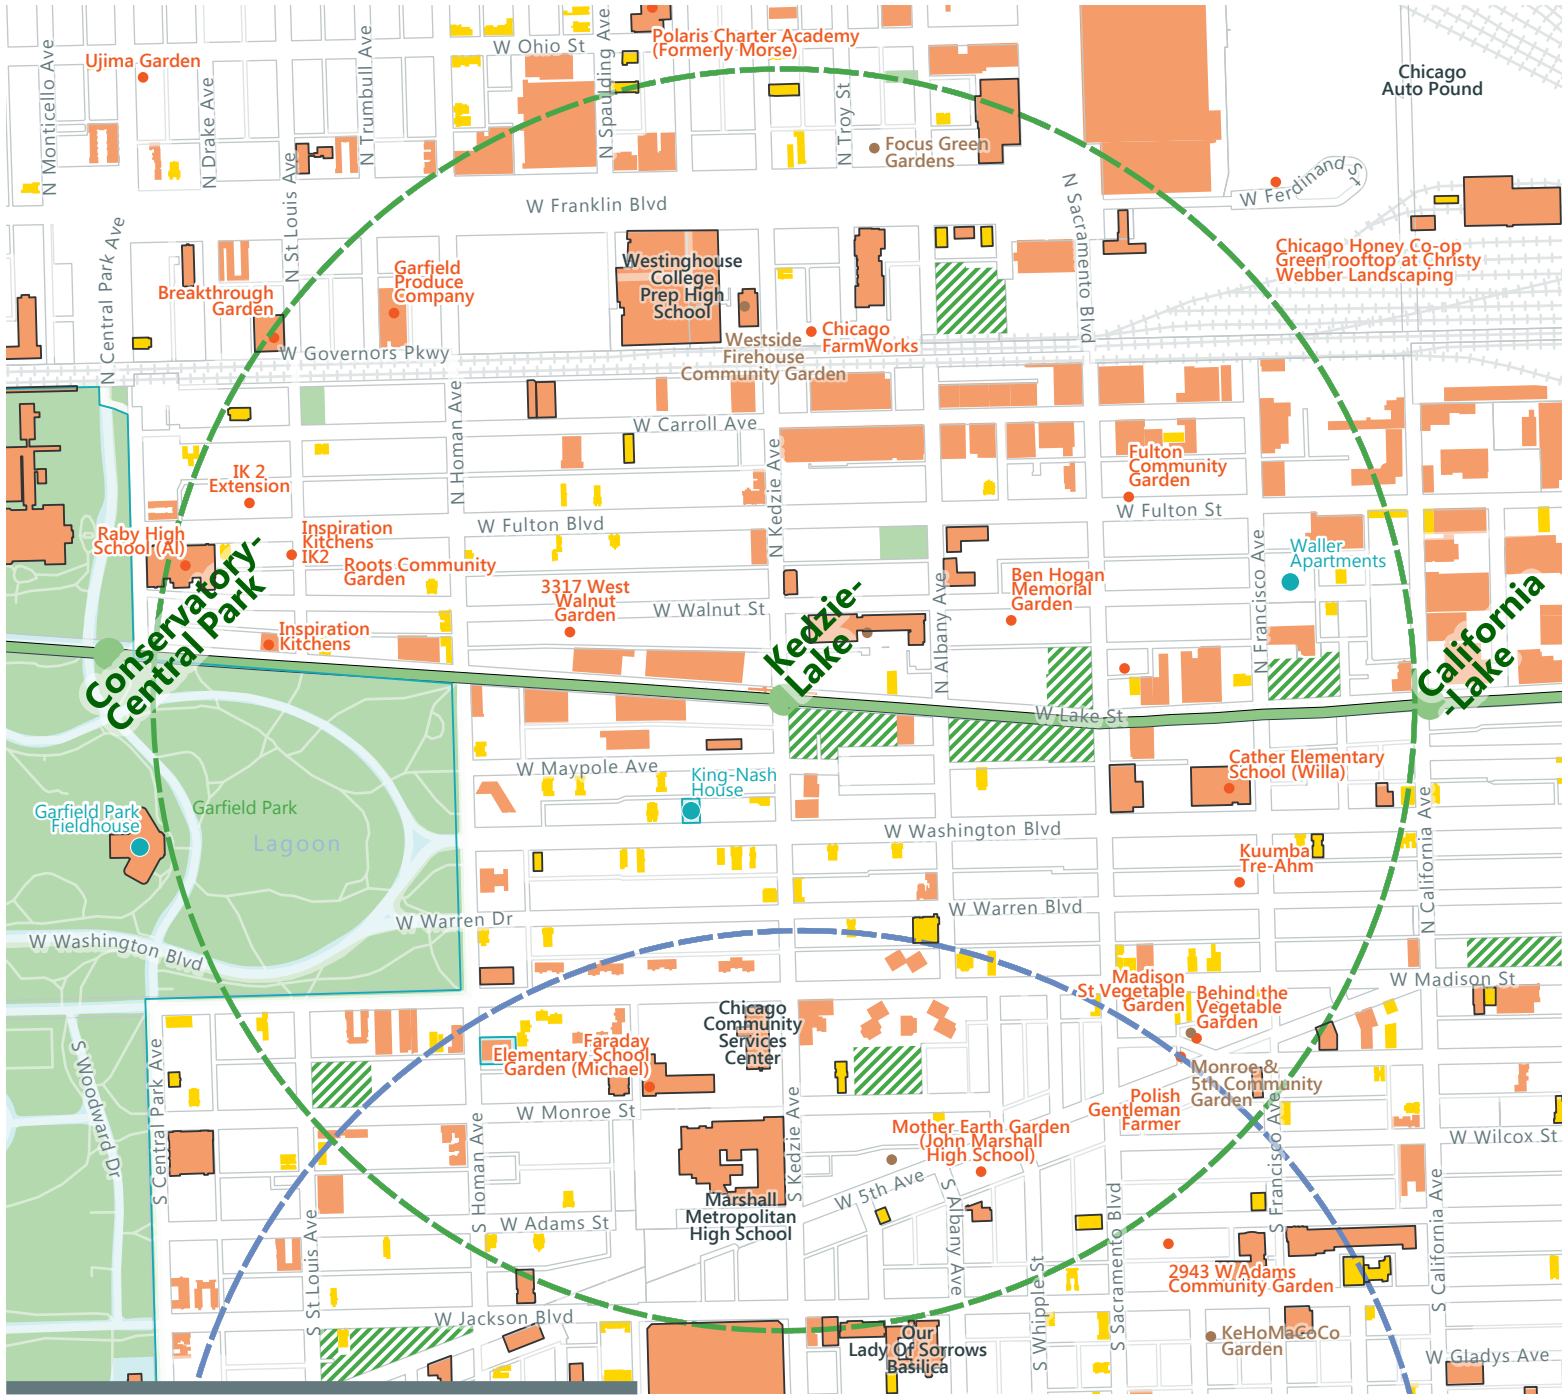 Polaris Charter Academy
(Formerly Morse)
W Ohio St
Ujima Garden
N Monticello Ave
N Drake Ave
N Trumbull Ave
N Spaulding Ave
N Troy St
Chicago
Auto Pound
Focus Green
Gardens
N St Louis Ave
W Franklin Blvd
W Ferdinand St
N Sacramento Blvd
N Central Park Ave
Chicago Honey Co-op
Green rooftop at Christy
Webber Landscaping
Westinghouse
College
Prep High
School
Garfield
Produce
Company
Breakthrough
Garden
Chicago
FarmWorks
Westside
Firehouse
Community Garden
W Governors Pkwy
N Homan Ave
W Carroll Ave
N Kedzie Ave
Fulton
Community
Garden
IK 2
Extension
W Fulton St
W Fulton Blvd
Raby High
School (Al)
Inspiration
Kitchens
IK2
Roots Community
Garden
N Francisco Ave
Waller
Apartments
3317 West
Walnut
Garden
W Walnut St
N Albany Ave
Ben Hogan
Memorial
Garden
Inspiration
Kitchens
Conservatory-
Central Park
Kedzie-
Lake
California
-Lake
W Lake St
W Maypole Ave
King-Nash
House
Cather Elementary
School (Willa)
Garfield Park
Fieldhouse
Garfield Park
Lagoon
W Washington Blvd
Kuumba
Tre-Ahm
N California Ave
W Warren Dr
W Warren Blvd
W Washington Blvd
Madison
St Vegetable
Garden
Behind the
Vegetable
Garden
W Madison St
Chicago
Community
Services
Center
Faraday
Elementary School
Garden (Michael)
S Woodward Dr
S Central Park Ave
Monroe &
5th Community
Garden
W Monroe St
S Homan Ave
S Kedzie Ave
Polish
Gentleman
Farmer
Mother Earth Garden
(John Marshall
High School)
W Wilcox St
S Francisco Ave
W 5th Ave
Marshall
Metropolitan
High School
S Albany Ave
W Adams St
S St Louis Ave
S Whipple St
S Sacramento Blvd
S California Ave
2943 W Adams
Community Garden
W Jackson Blvd
Our
Lady Of Sorrows
Basilica
KeHoMaCoCo
Garden
W Gladys Ave